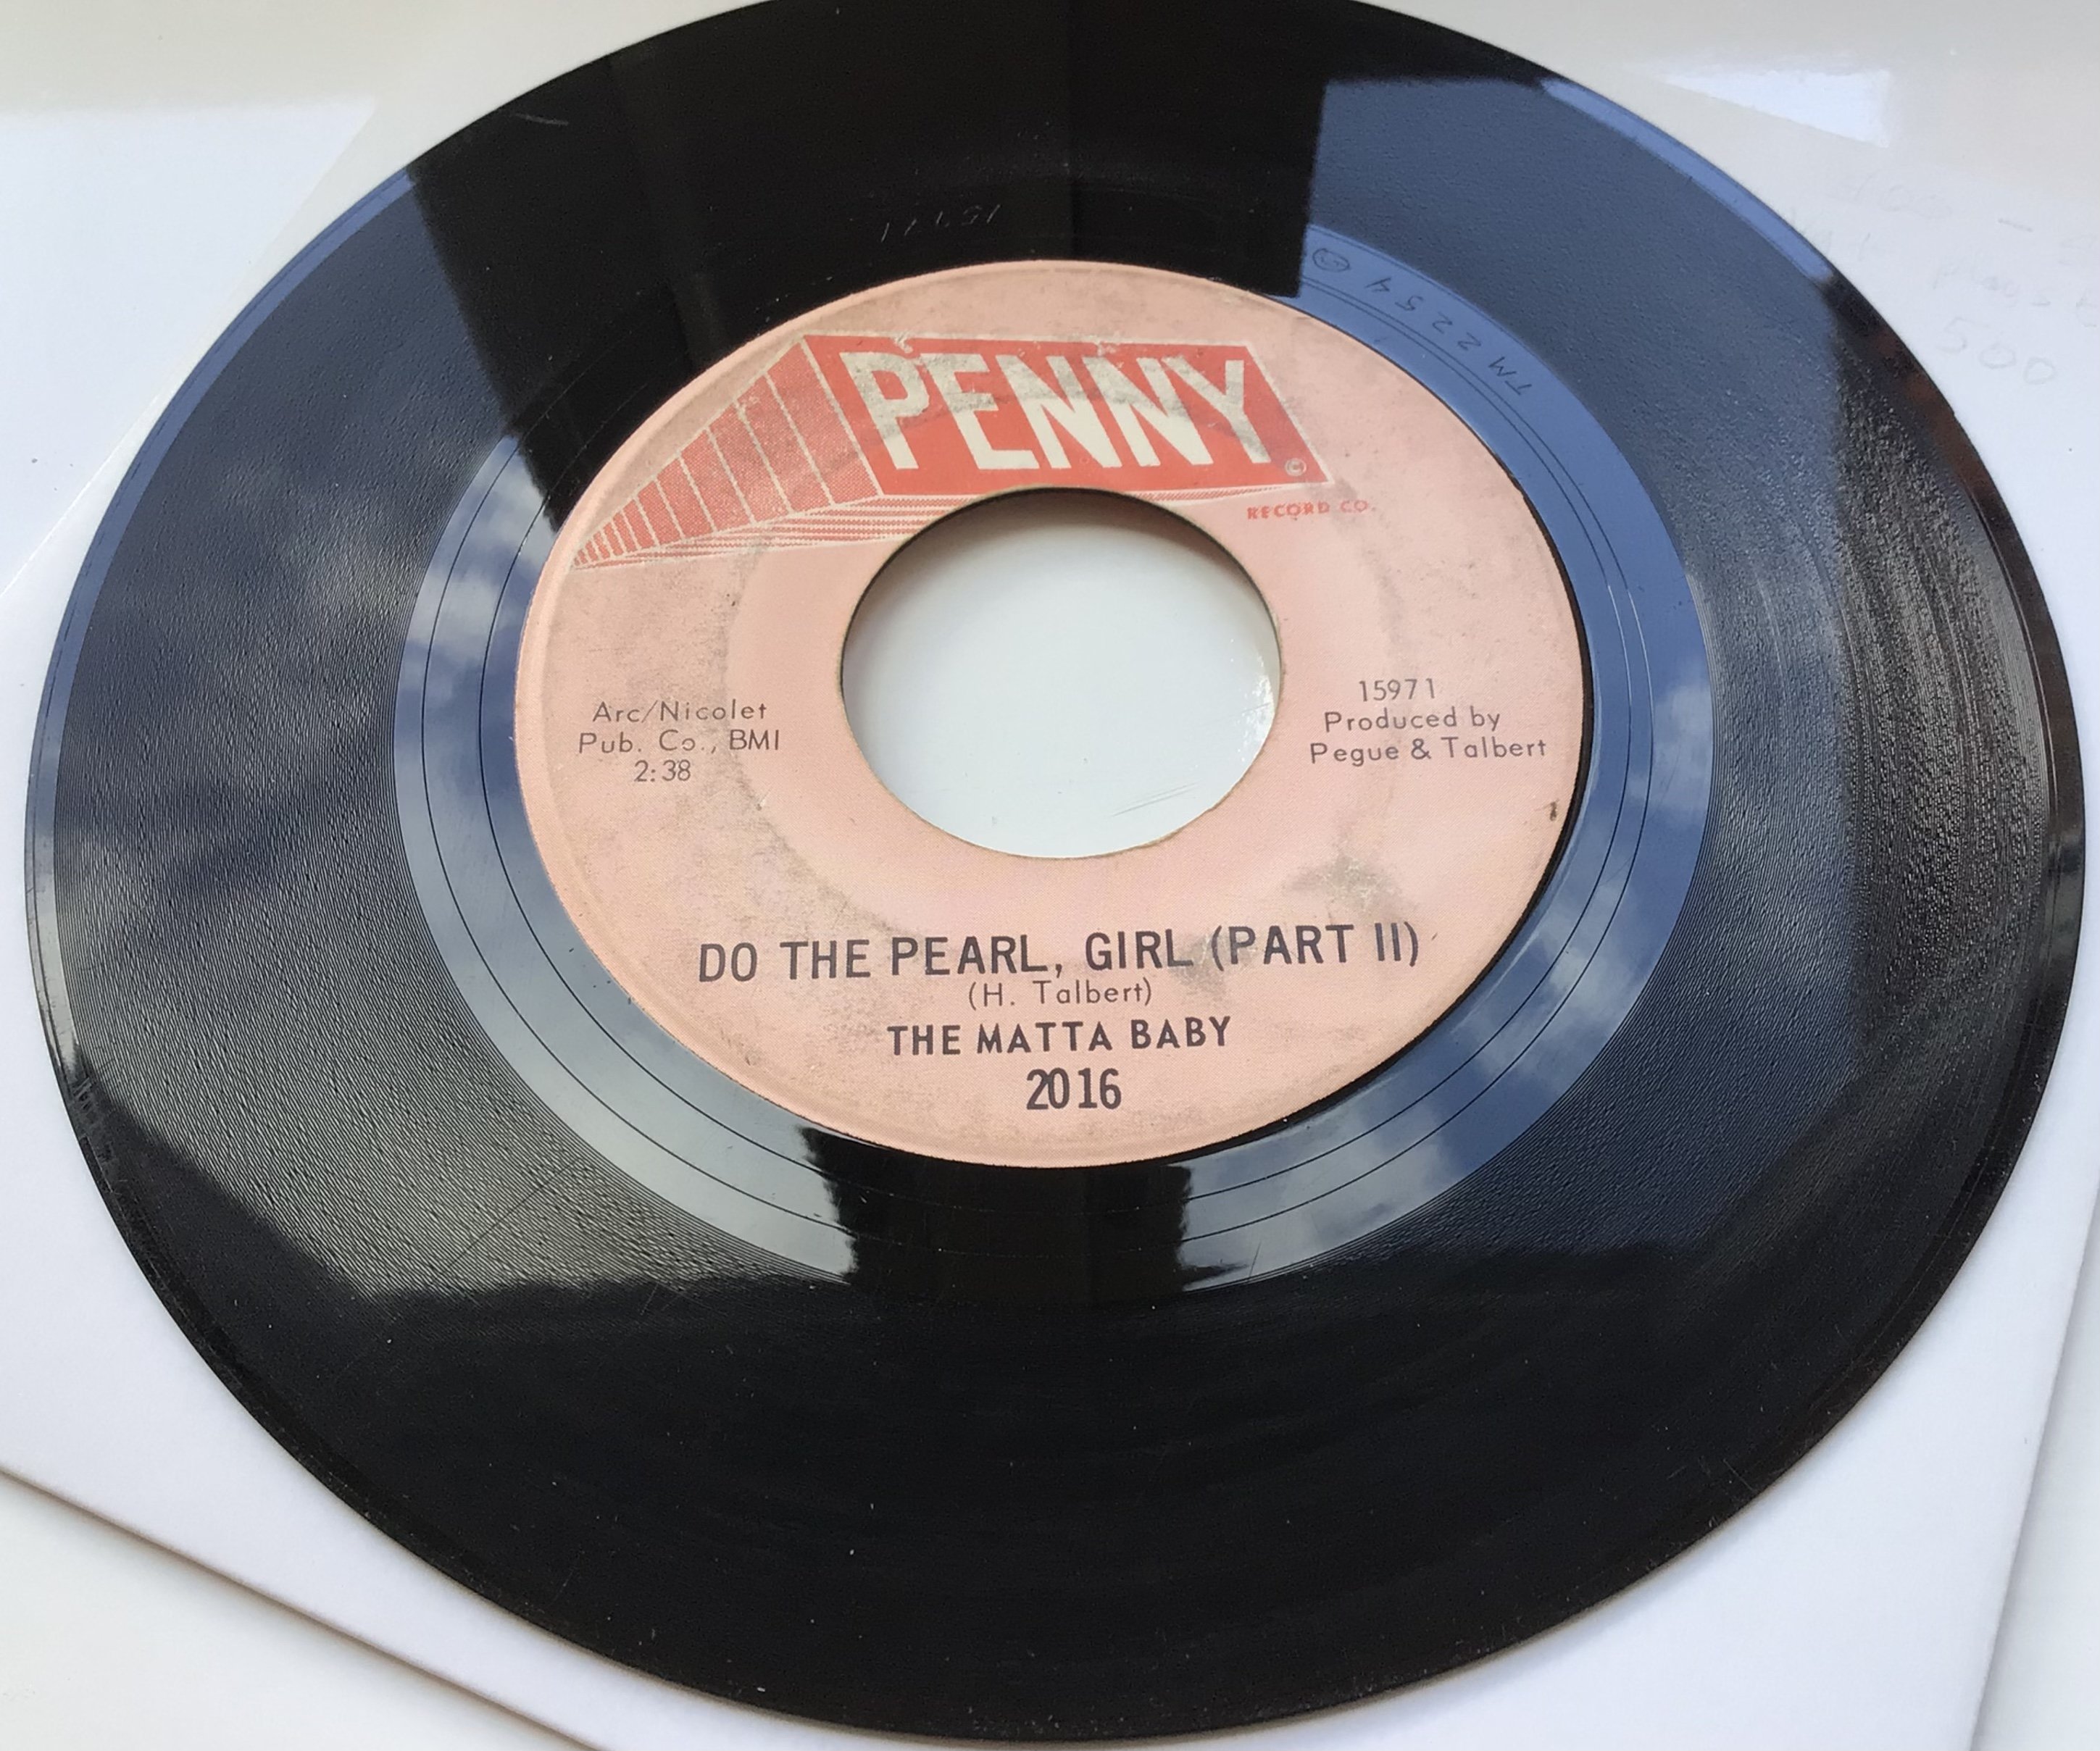 PENNY
©
RECORD CO.
Arc/Nicolet
Pub. Co., BMI
2:38
15971
Produced by
Pegue & Talbert
DO THE PEARL, GIRL (PART II)
(H. Talbert)
THE MATTA BABY
2016
15971
TM 2254
500